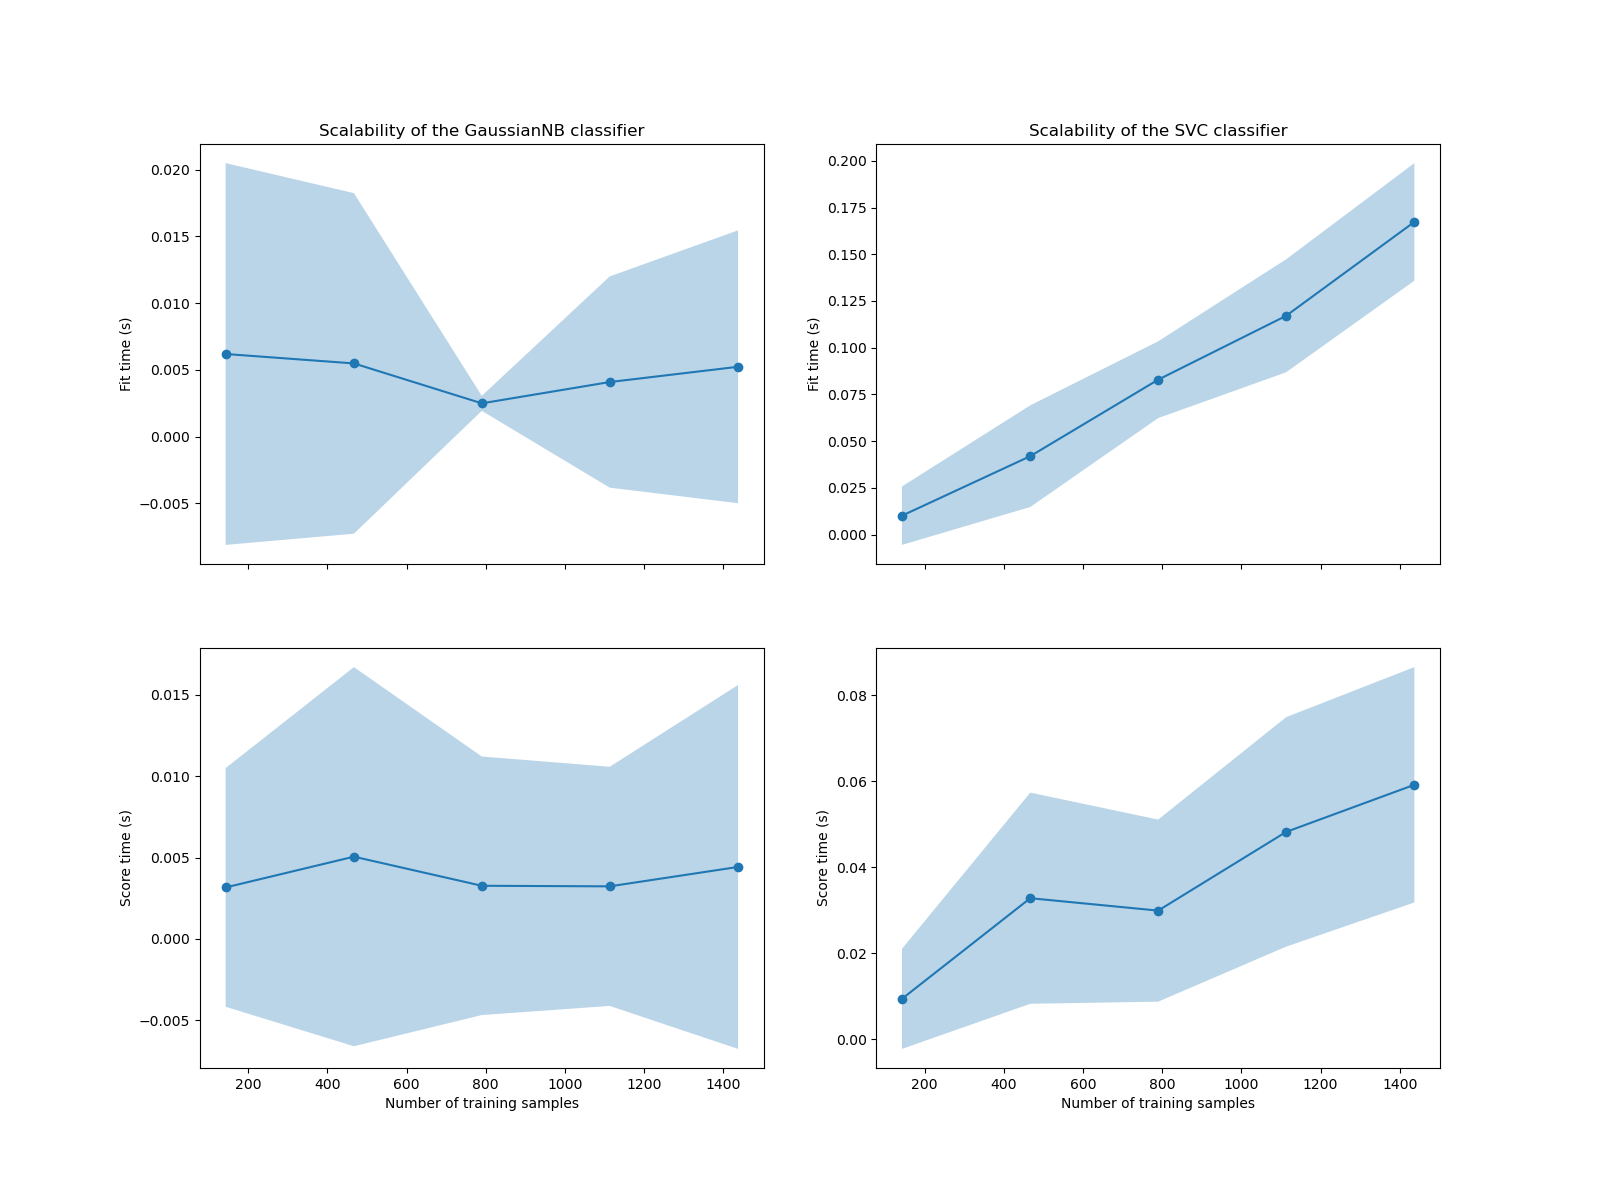 Scalability of the GaussianNB classifier
0.020
0.015
0.010
0.005
0.000
−0.005
Fit time (s)
Scalability of the SVC classifier
0.200
0.175
0.150
0.125
0.100
0.075
0.050
0.025
0.000
Fit time (s)
0.015
0.010
0.005
0.000
−0.005
Score time (s)
200 400 600 800 1000 1200 1400
Number of training samples
0.08
0.06
0.04
0.02
0.00
Score time (s)
200 400 600 800 1000 1200 1400
Number of training samples